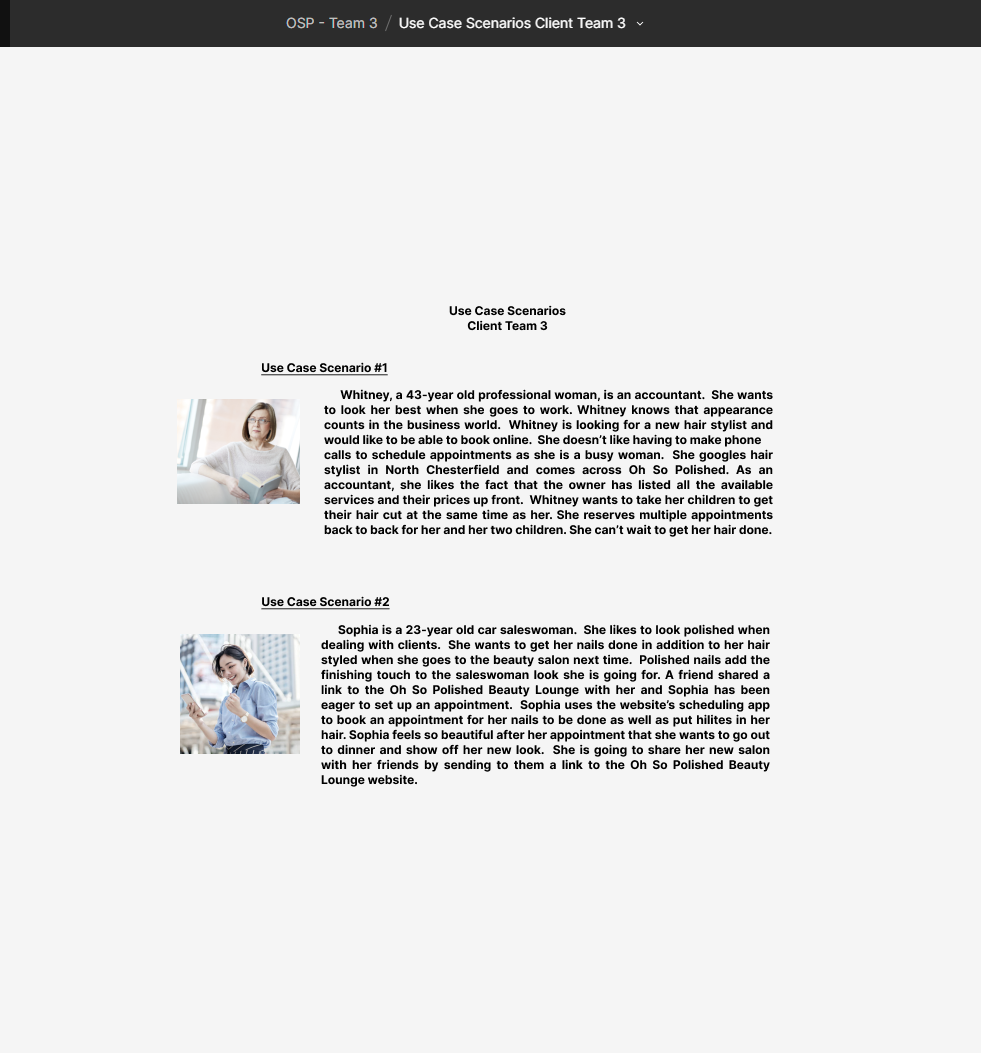 OSP - Team 3 / Use Case Scenarios Client Team 3
Use Case Scenarios
Client Team 3
Use Case Scenario #1
Whitney, a 43-year old professional woman, is an accountant.  She wants
to look her best when she goes to work. Whitney knows that appearance
counts in the business world.  Whitney is looking for a new hair stylist and
would like to be able to book online.  She doesn't like having to make phone
calls to schedule appointments as she is a busy woman.  She googles hair
stylist in North Chesterfield and comes across Oh So Polished. As an
accountant, she likes the fact that the owner has listed all the available
services and their prices up front.  Whitney wants to take her children to get
their hair cut at the same time as her. She reserves multiple appointments
back to back for her and her two children. She can't wait to get her hair done.
Use Case Scenario #2
Sophia is a 23-year old car saleswoman.  She likes to look polished when
dealing with clients.  She wants to get her nails done in addition to her hair
styled when she goes to the beauty salon next time.  Polished nails add the
finishing touch to the saleswoman look she is going for. A friend shared a
link to the Oh So Polished Beauty Lounge with her and Sophia has been
eager to set up an appointment.  Sophia uses the website's scheduling app
to book an appointment for her nails to be done as well as put hilites in her
hair. Sophia feels so beautiful after her appointment that she wants to go out
to dinner and show off her new look.  She is going to share her new salon
with her friends by sending to them a link to the Oh So Polished Beauty
Lounge website.